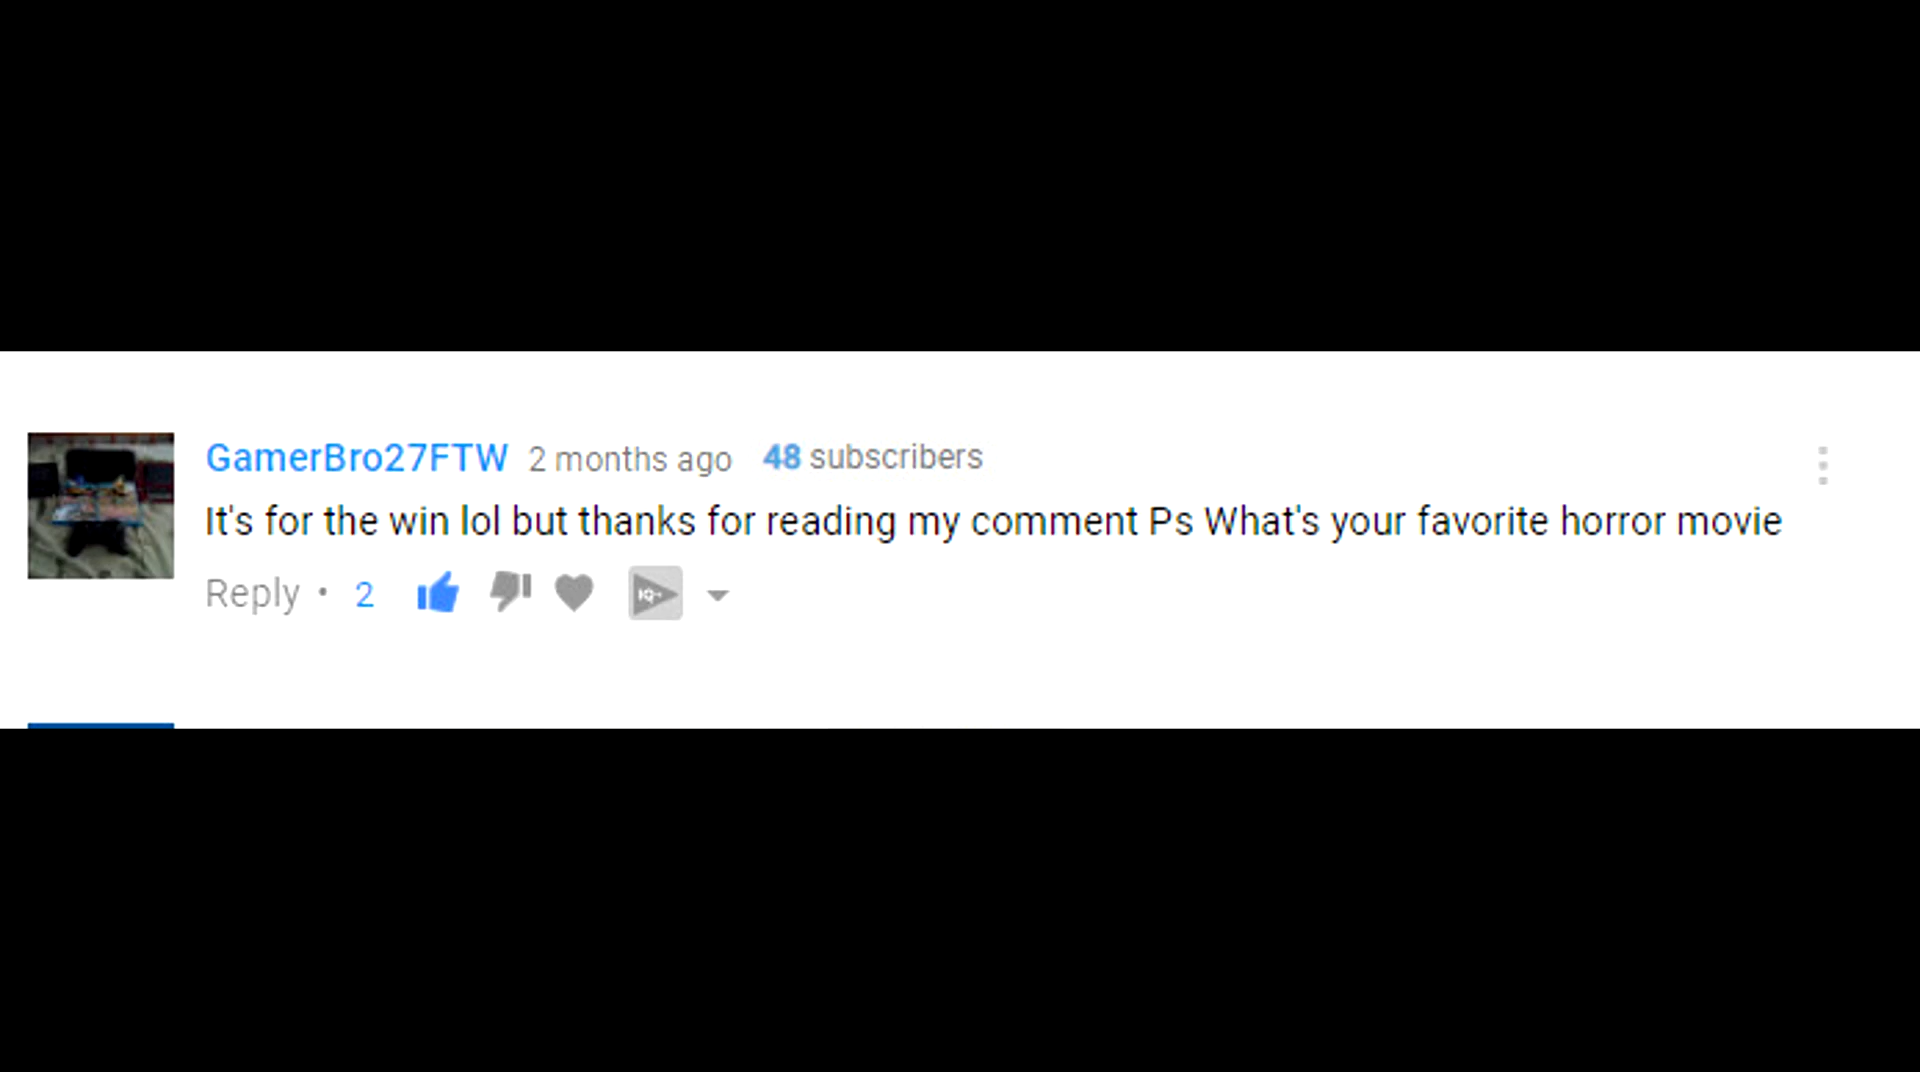 GamerBro27FTW 2 months ago 48 subscribers
It's for the win lol but thanks for reading my comment Ps What's your favorite horror movie
Reply • 2 IQ